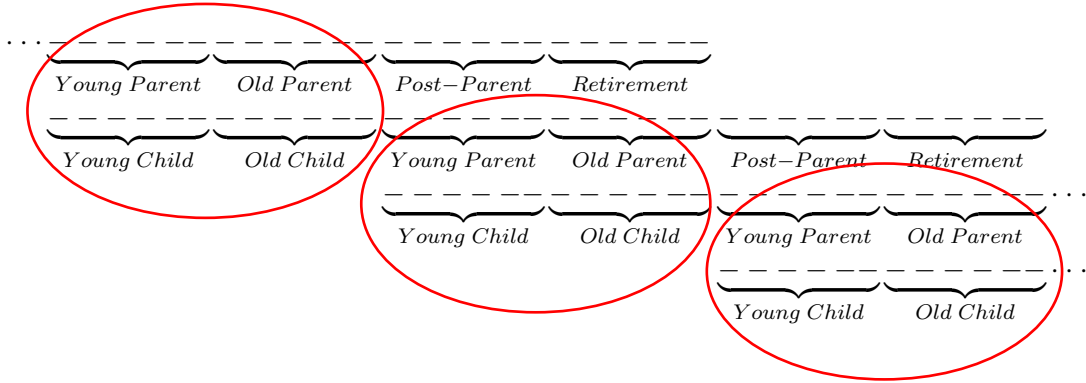 Young Parent Old Parent Post−Parent Retirement
Young Child Old Child Young Parent Old Parent Post−Parent Retirement
Young Child Old Child Young Parent Old Parent
Young Child Old Child